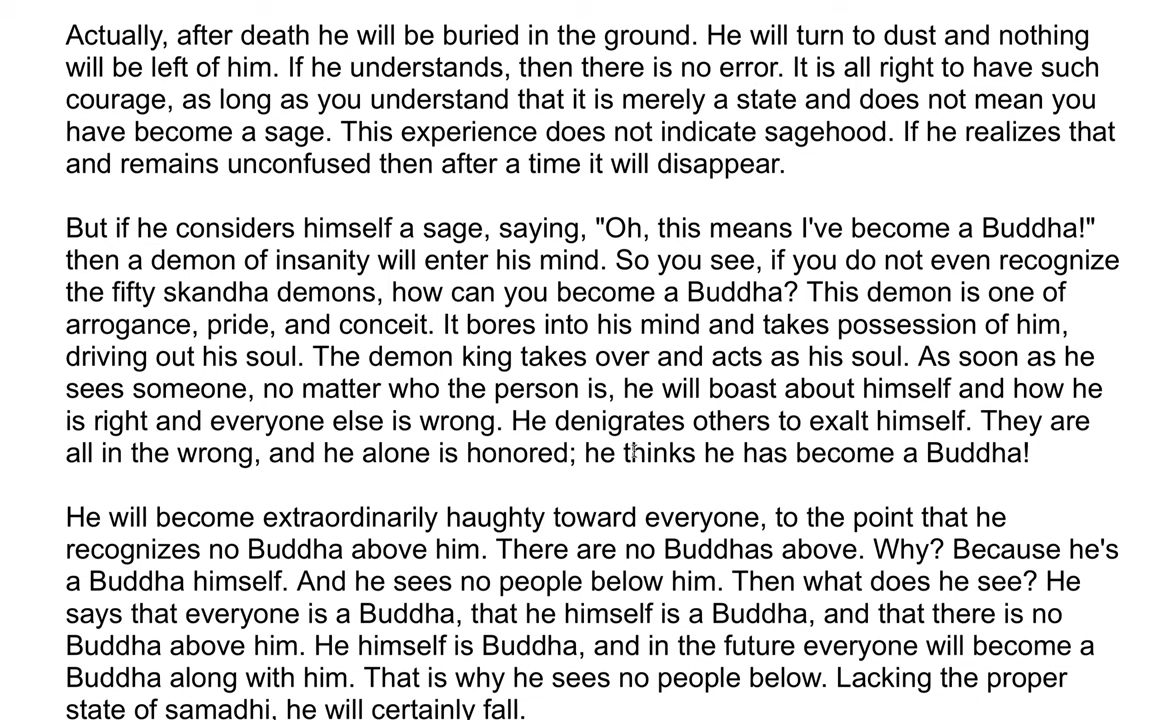 Actually, after death he will be buried in the ground. He will turn to dust and nothing
will be left of him. If he understands, then there is no error. It is all right to have such
courage, as long as you understand that it is merely a state and does not mean you
have become a sage. This experience does not indicate sagehood. If he realizes that
and remains unconfused then after a time it will disappear.
But if he considers himself a sage, saying, "Oh, this means I've become a Buddha!"
then a demon of insanity will enter his mind. So you see, if you do not even recognize
the fifty skandha demons, how can you become a Buddha? This demon is one of
arrogance, pride, and conceit. It bores into his mind and takes possession of him,
driving out his soul. The demon king takes over and acts as his soul. As soon as he
sees someone, no matter who the person is, he will boast about himself and how he
is right and everyone else is wrong. He denigrates others to exalt himself. They are
all in the wrong, and he alone is honored; he thinks he has become a Buddha!
He will become extraordinarily haughty toward everyone, to the point that he
recognizes no Buddha above him. There are no Buddhas above. Why? Because he's
a Buddha himself. And he sees no people below him. Then what does he see? He
says that everyone is a Buddha, that he himself is a Buddha, and that there is no
Buddha above him. He himself is Buddha, and in the future everyone will become a
Buddha along with him. That is why he sees no people below. Lacking the proper
state of samadhi, he will certainly fall.